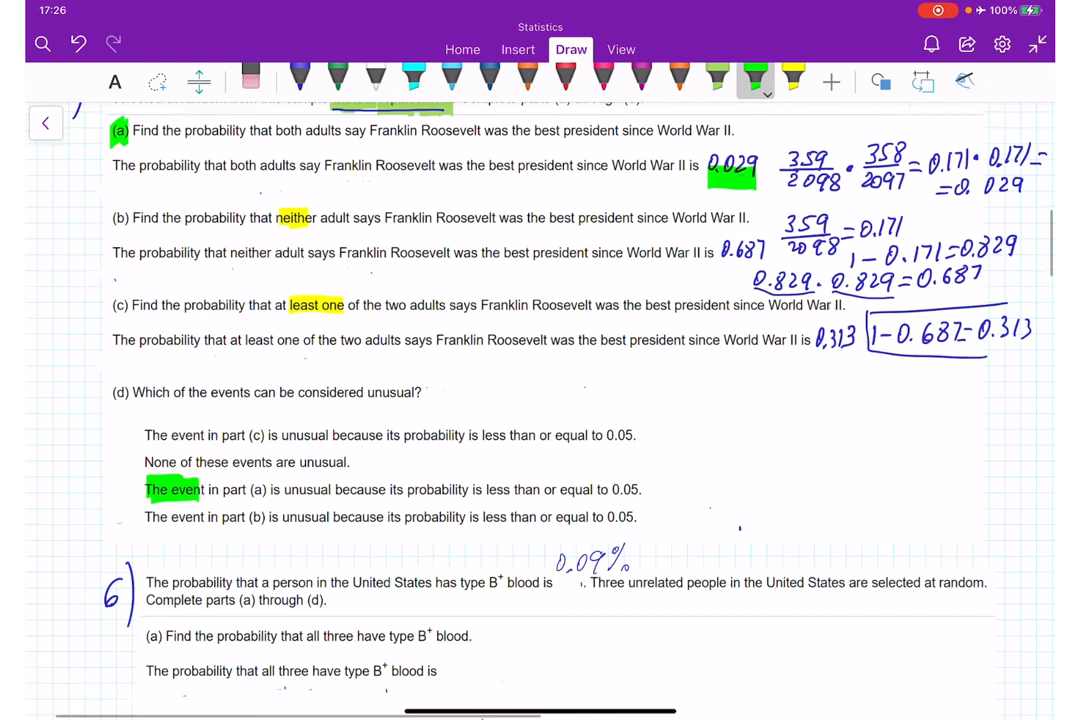 17:26
100%
Statistics
Home Insert Draw View
A
(a) Find the probability that both adults say Franklin Roosevelt was the best president since World War II.
The probability that both adults say Franklin Roosevelt was the best president since World War II is 0.029
359/2098 · 358/2097 = 0.171 · 0.171 =
= 0.029
(b) Find the probability that neither adult says Franklin Roosevelt was the best president since World War II.
The probability that neither adult says Franklin Roosevelt was the best president since World War II is 0.687
359/2098 = 0.171
1 - 0.171 = 0.829
0.829 . 0.829 = 0.687
(c) Find the probability that at least one of the two adults says Franklin Roosevelt was the best president since World War II.
The probability that at least one of the two adults says Franklin Roosevelt was the best president since World War II is 0.313
1 - 0.687 = 0.313
(d) Which of the events can be considered unusual?
The event in part (c) is unusual because its probability is less than or equal to 0.05.
None of these events are unusual.
The event in part (a) is unusual because its probability is less than or equal to 0.05.
The event in part (b) is unusual because its probability is less than or equal to 0.05.
0.09%
6) The probability that a person in the United States has type B+ blood is . Three unrelated people in the United States are selected at random.
Complete parts (a) through (d).
(a) Find the probability that all three have type B+ blood.
The probability that all three have type B+ blood is